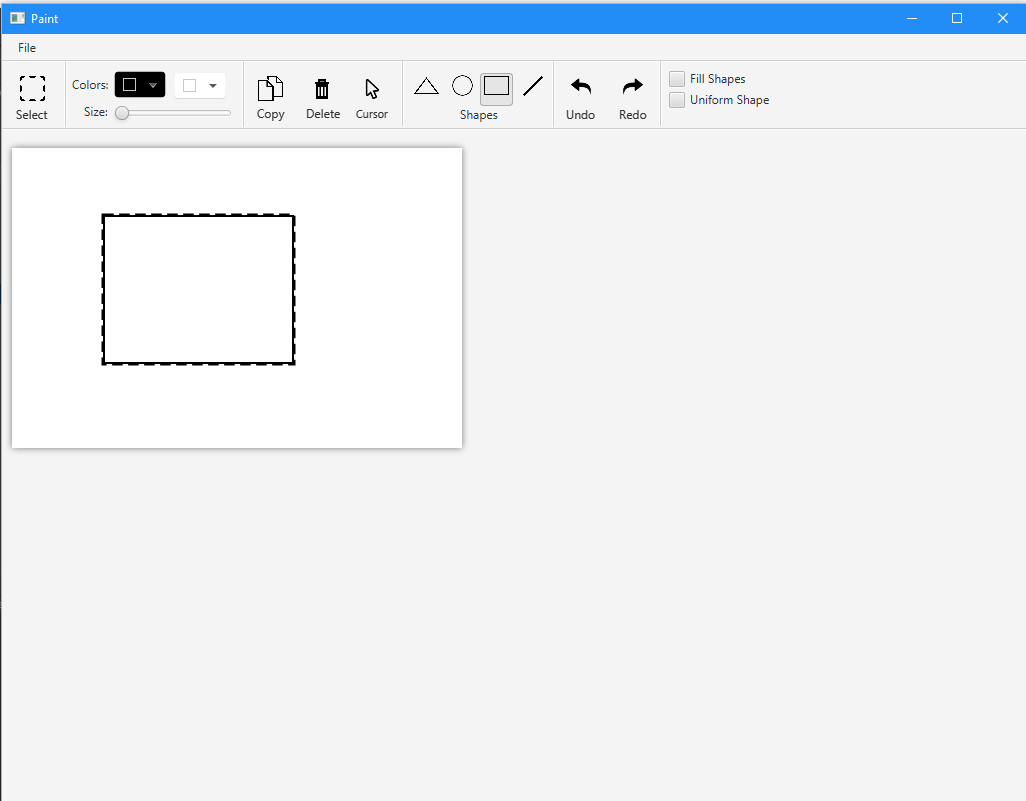 Paint
File
Colors:
Size:
Select
Copy
Delete
Cursor
Shapes
Undo
Redo
Fill Shapes
Uniform Shape